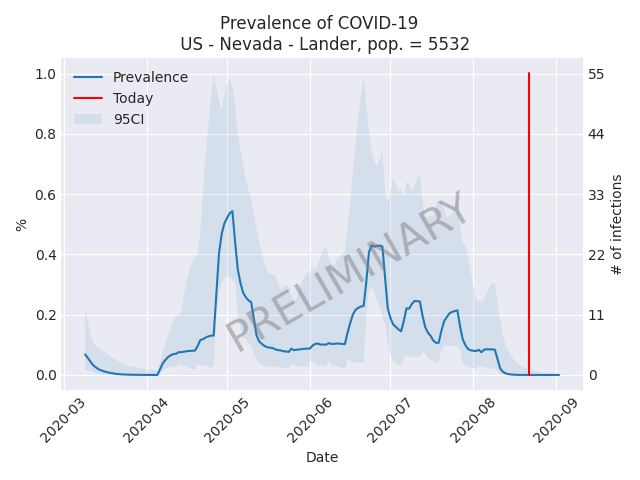 Prevalence of COVID-19
US - Nevada - Lander, pop. = 5532
Prevalence
Today
95CI
1.0
0.8
0.6
0.4
0.2
0.0
%
55
44
33
22
11
0
# of infections
PRELIMINARY
2020-03
2020-04
2020-05
2020-06
2020-07
2020-08
2020-09
Date